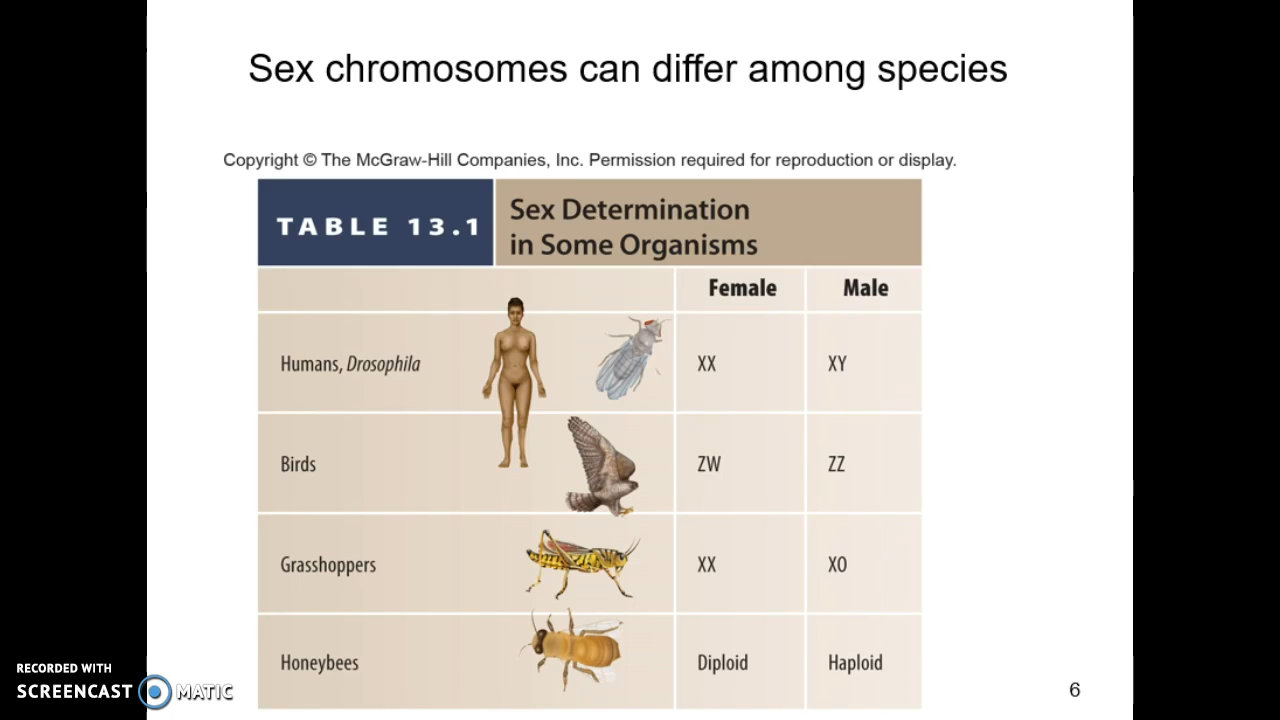 Sex chromosomes can differ among species
Copyright © The McGraw-Hill Companies, Inc. Permission required for reproduction or display.
TABLE 13.1
Sex Determination
in Some Organisms
Female Male
Humans, Drosophila XX XY
Birds ZW ZZ
Grasshoppers XX XO
Honeybees Diploid Haploid
RECORDED WITH
SCREENCAST MATIC
6